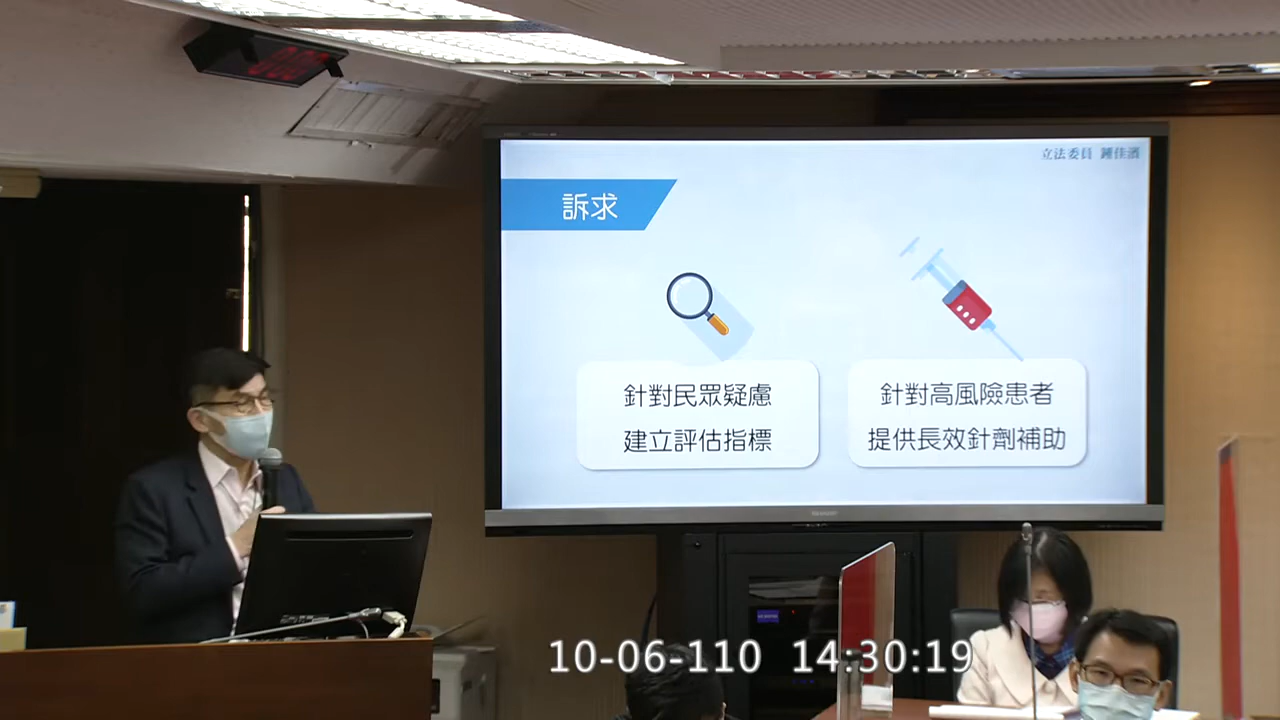 立法委員 鍾佳濱
訴求
針對民眾疑慮
建立評估指標
針對高風險患者
提供長效針劑補助
10-06-110 14:30:19